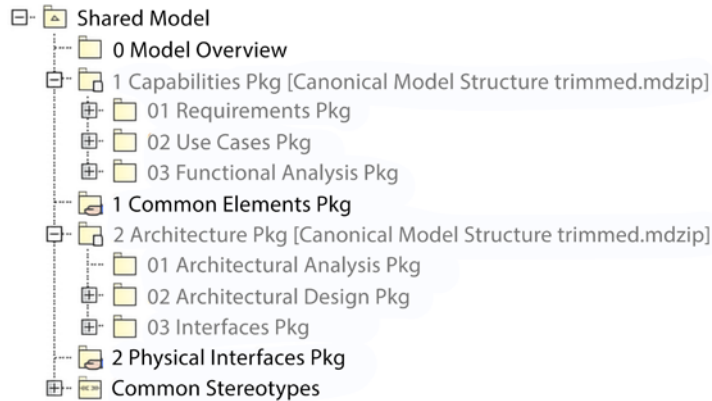 Shared Model
0 Model Overview
1 Capabilities Pkg [Canonical Model Structure trimmed.mdzip]
01 Requirements Pkg
02 Use Cases Pkg
03 Functional Analysis Pkg
1 Common Elements Pkg
2 Architecture Pkg [Canonical Model Structure trimmed.mdzip]
01 Architectural Analysis Pkg
02 Architectural Design Pkg
03 Interfaces Pkg
2 Physical Interfaces Pkg
Common Stereotypes